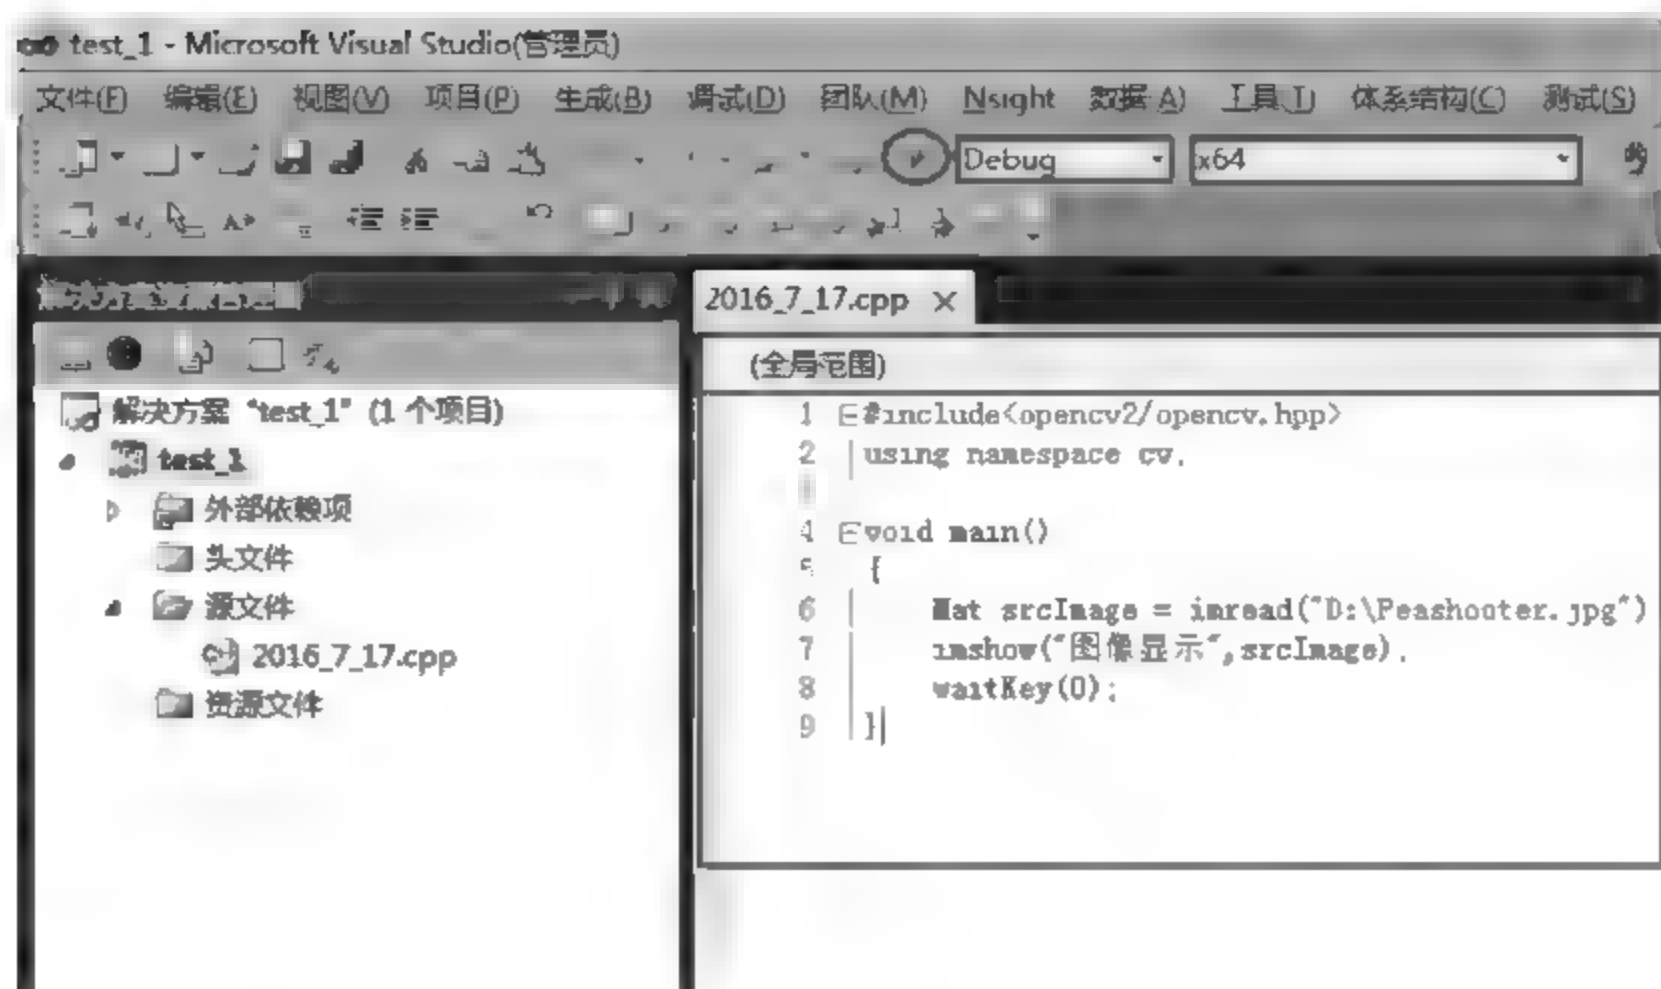 test_1 - Microsoft Visual Studio(管理员)
文件(F) 编辑(E) 视图(V) 项目(P) 生成(B) 调试(D) 团队(M) Nsight 数据(A) 工具(T) 体系结构(C) 测试(S)
Debug x64
2016_7_17.cpp
(全局范围)
解决方案 "test_1" (1 个项目)
test_1
外部依赖项
头文件
源文件
2016_7_17.cpp
资源文件
1 #include<opencv2/opencv.hpp>
2 using namespace cv;
4 void main()
5 {
6 Mat srcImage = imread("D:\Peashooter.jpg")
7 imshow("图像显示",srcImage);
8 waitKey(0);
9 }